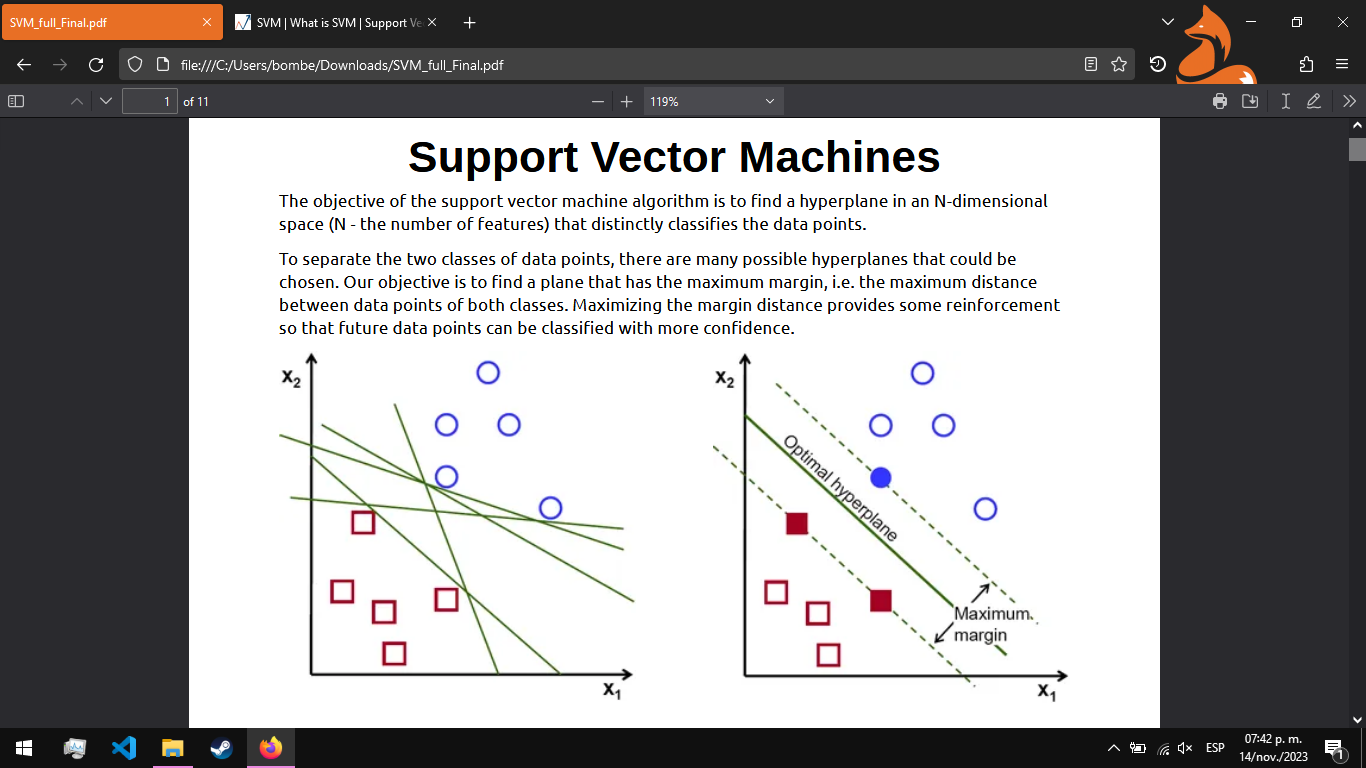 SVM_full_Final.pdf
SVM | What is SVM | Support Ve
file:///C:/Users/bombe/Downloads/SVM_full_Final.pdf
1 of 11
119%
Support Vector Machines
The objective of the support vector machine algorithm is to find a hyperplane in an N-dimensional
space (N - the number of features) that distinctly classifies the data points.
To separate the two classes of data points, there are many possible hyperplanes that could be
chosen. Our objective is to find a plane that has the maximum margin, i.e. the maximum distance
between data points of both classes. Maximizing the margin distance provides some reinforcement
so that future data points can be classified with more confidence.
X2
X1
X2
Optimal hyperplane
Maximum
margin
X1
ESP
07:42 p. m.
14/nov./2023
1